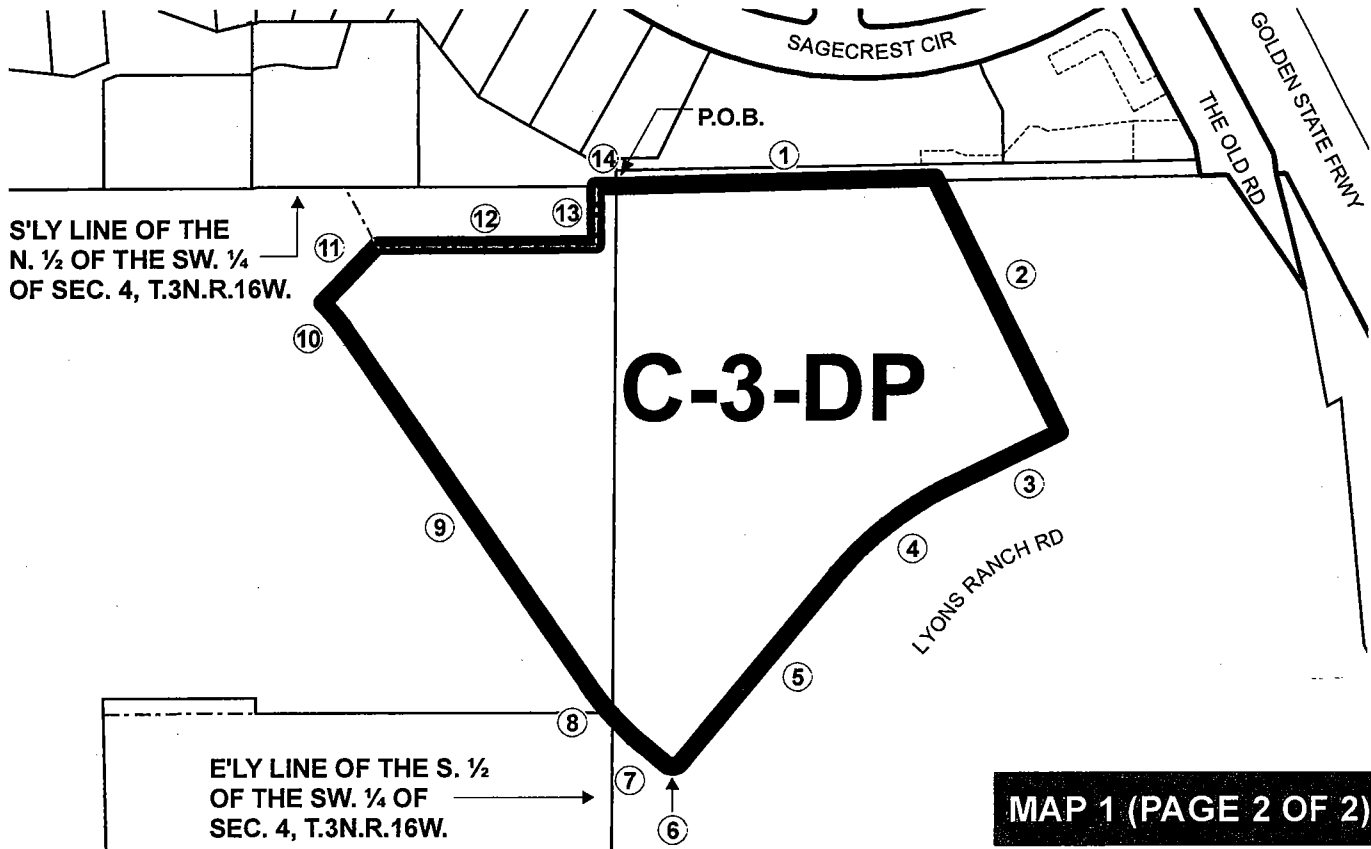 SAGECREST CIR
GOLDEN STATE FRWY
THE OLD RD
P.O.B.
14
1
S'LY LINE OF THE
N. ½ OF THE SW. ¼
OF SEC. 4, T.3N.R.16W.
11
12
13
2
10
C-3-DP
3
9
4
LYONS RANCH RD
5
8
E'LY LINE OF THE S. ½
OF THE SW. ¼ OF
SEC. 4, T.3N.R.16W.
7
6
MAP 1 (PAGE 2 OF 2)